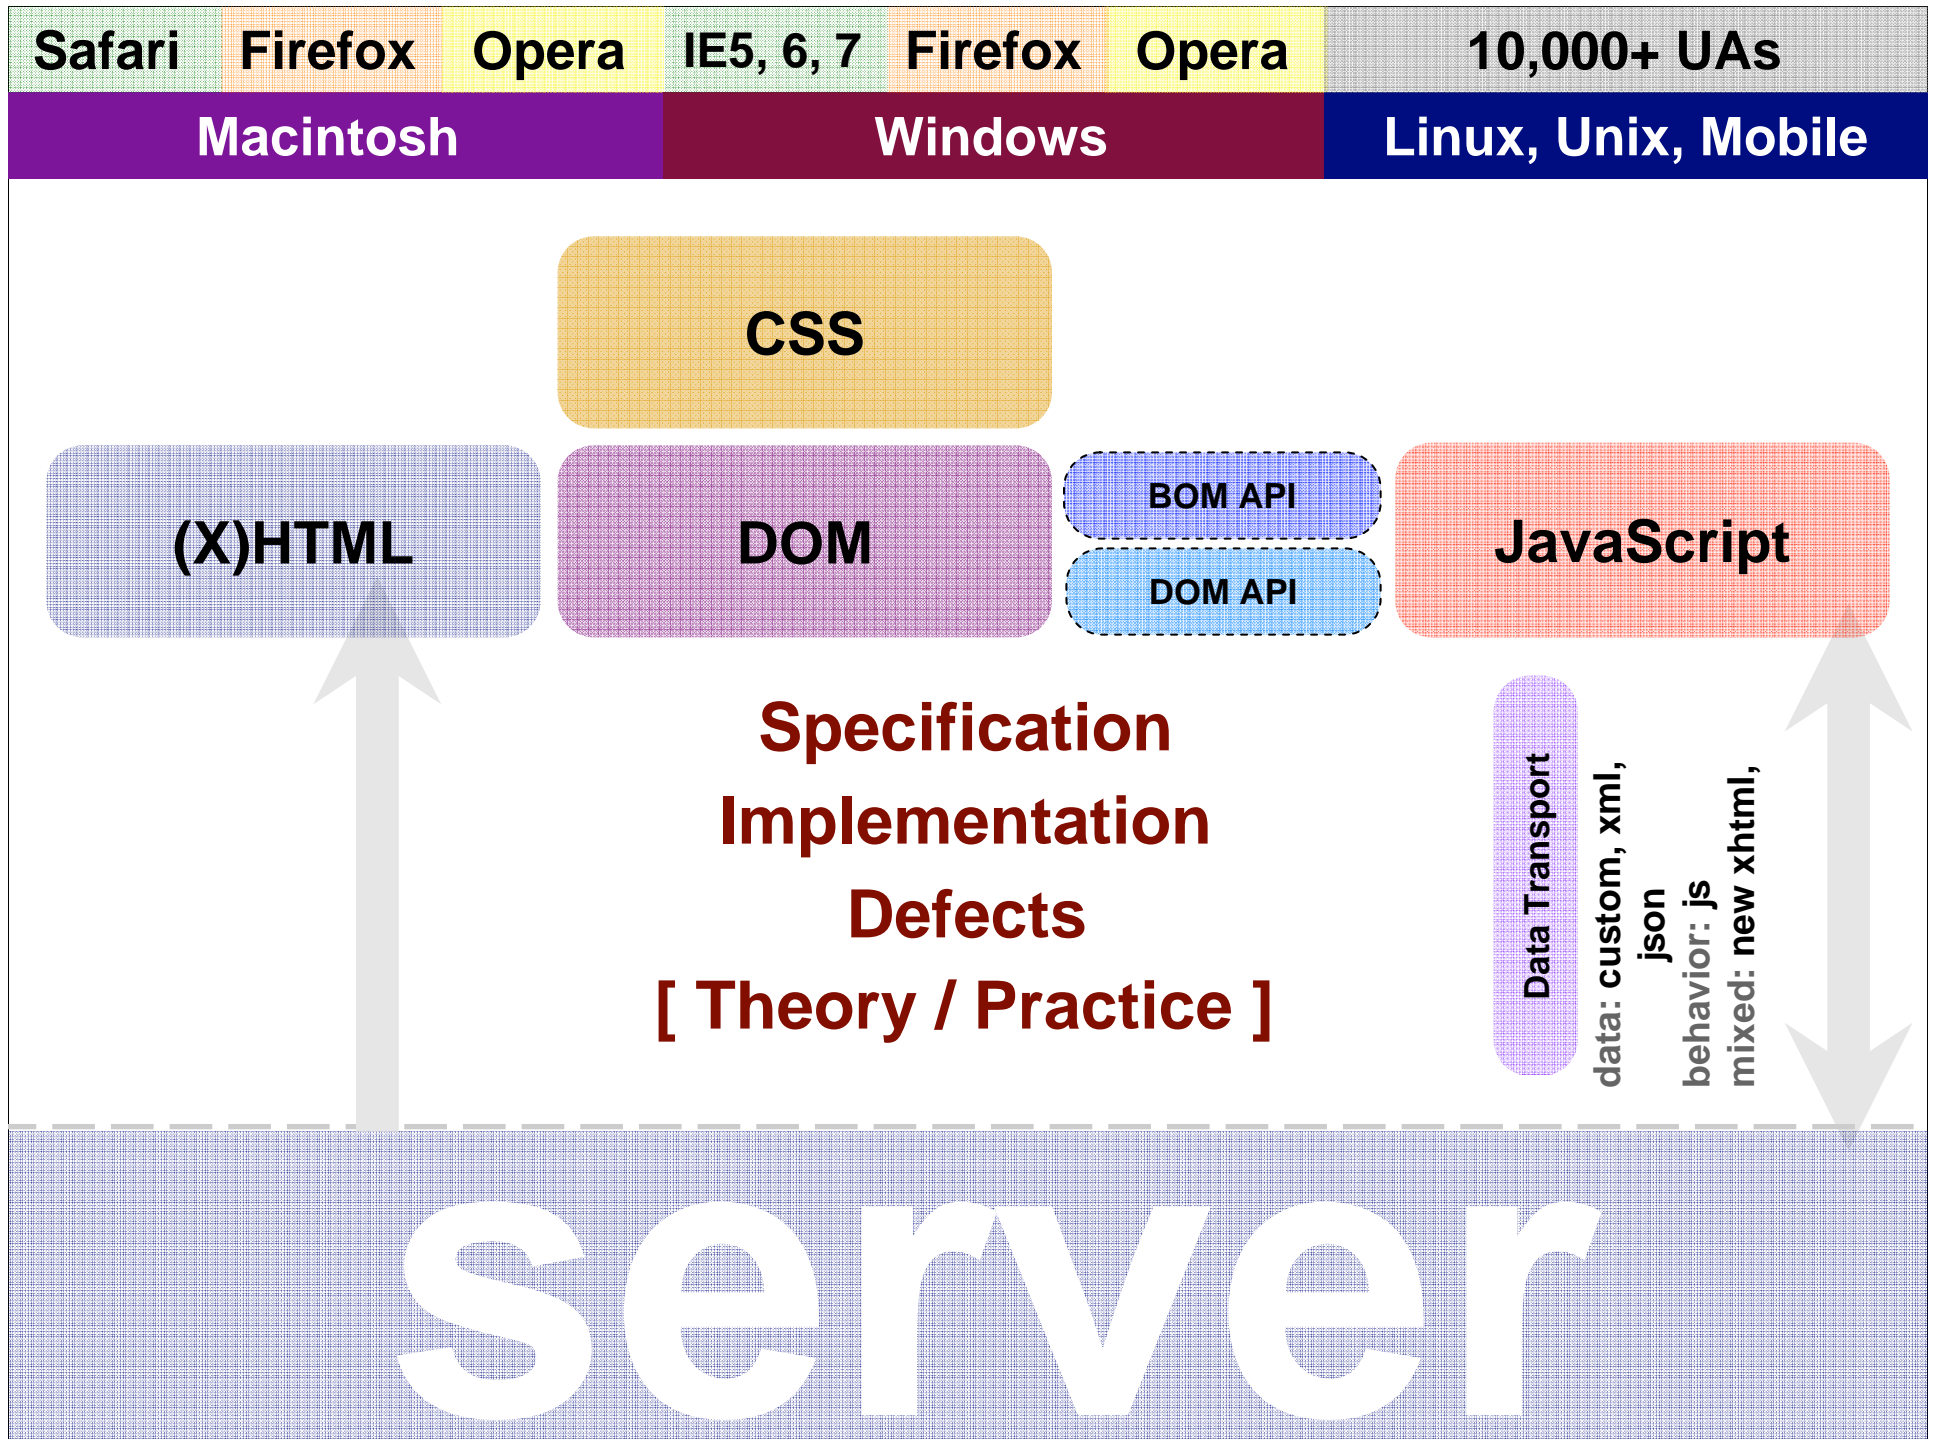 Safari Firefox Opera IE5, 6, 7 Firefox Opera 10,000+ UAs
Macintosh Windows Linux, Unix, Mobile
CSS
(X)HTML DOM BOM API JavaScript
DOM API
Specification
Implementation
Defects
[ Theory / Practice ]
Data Transport
data: custom, xml,
json
behavior: js
mixed: new xhtml,
server